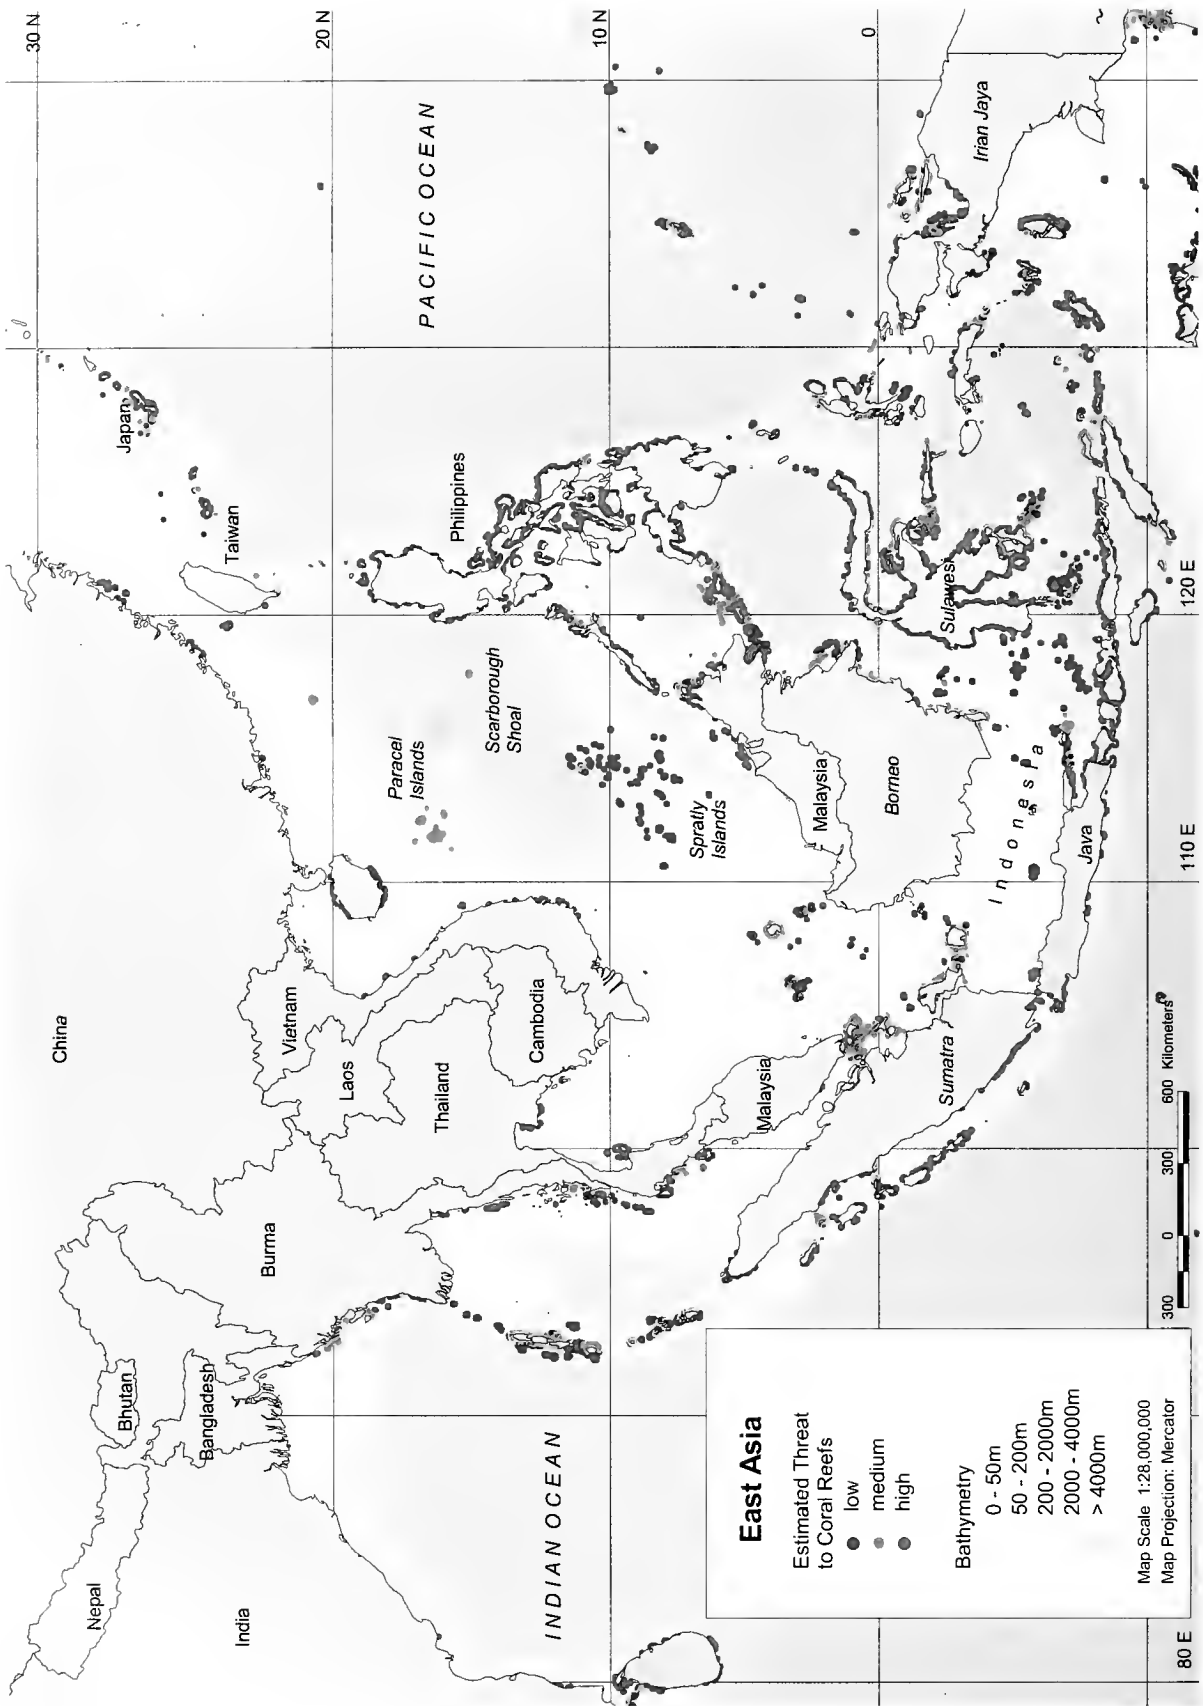 30 N
20 N
10 N
0
PACIFIC OCEAN
Japan
Taiwan
Philippines
China
Paracel
Islands
Scarborough
Shoal
Spratly
Islands
Irian Jaya
Sulawesi
120 E
Malaysia
Borneo
Indonesia
Java
110 E
Vietnam
Laos
Thailand
Cambodia
Malaysia
Sumatra
Burma
Bhutan
Bangladesh
Nepal
India
INDIAN OCEAN
300 0 300 600 Kilometers
East Asia
Estimated Threat
to Coral Reefs
low
medium
high
Bathymetry
0 - 50m
50 - 200m
200 - 2000m
2000 - 4000m
> 4000m
Map Scale 1:28,000,000
Map Projection: Mercator
80 E